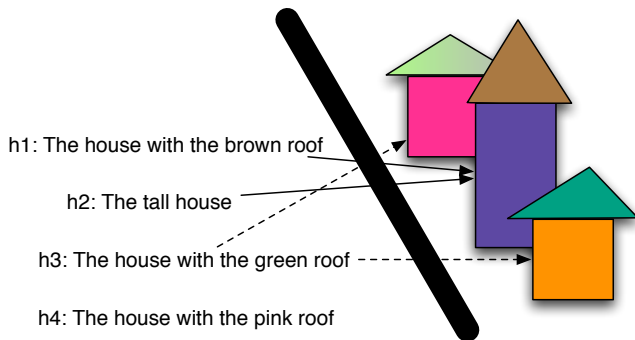 h1: The house with the brown roof
h2: The tall house
h3: The house with the green roof
h4: The house with the pink roof